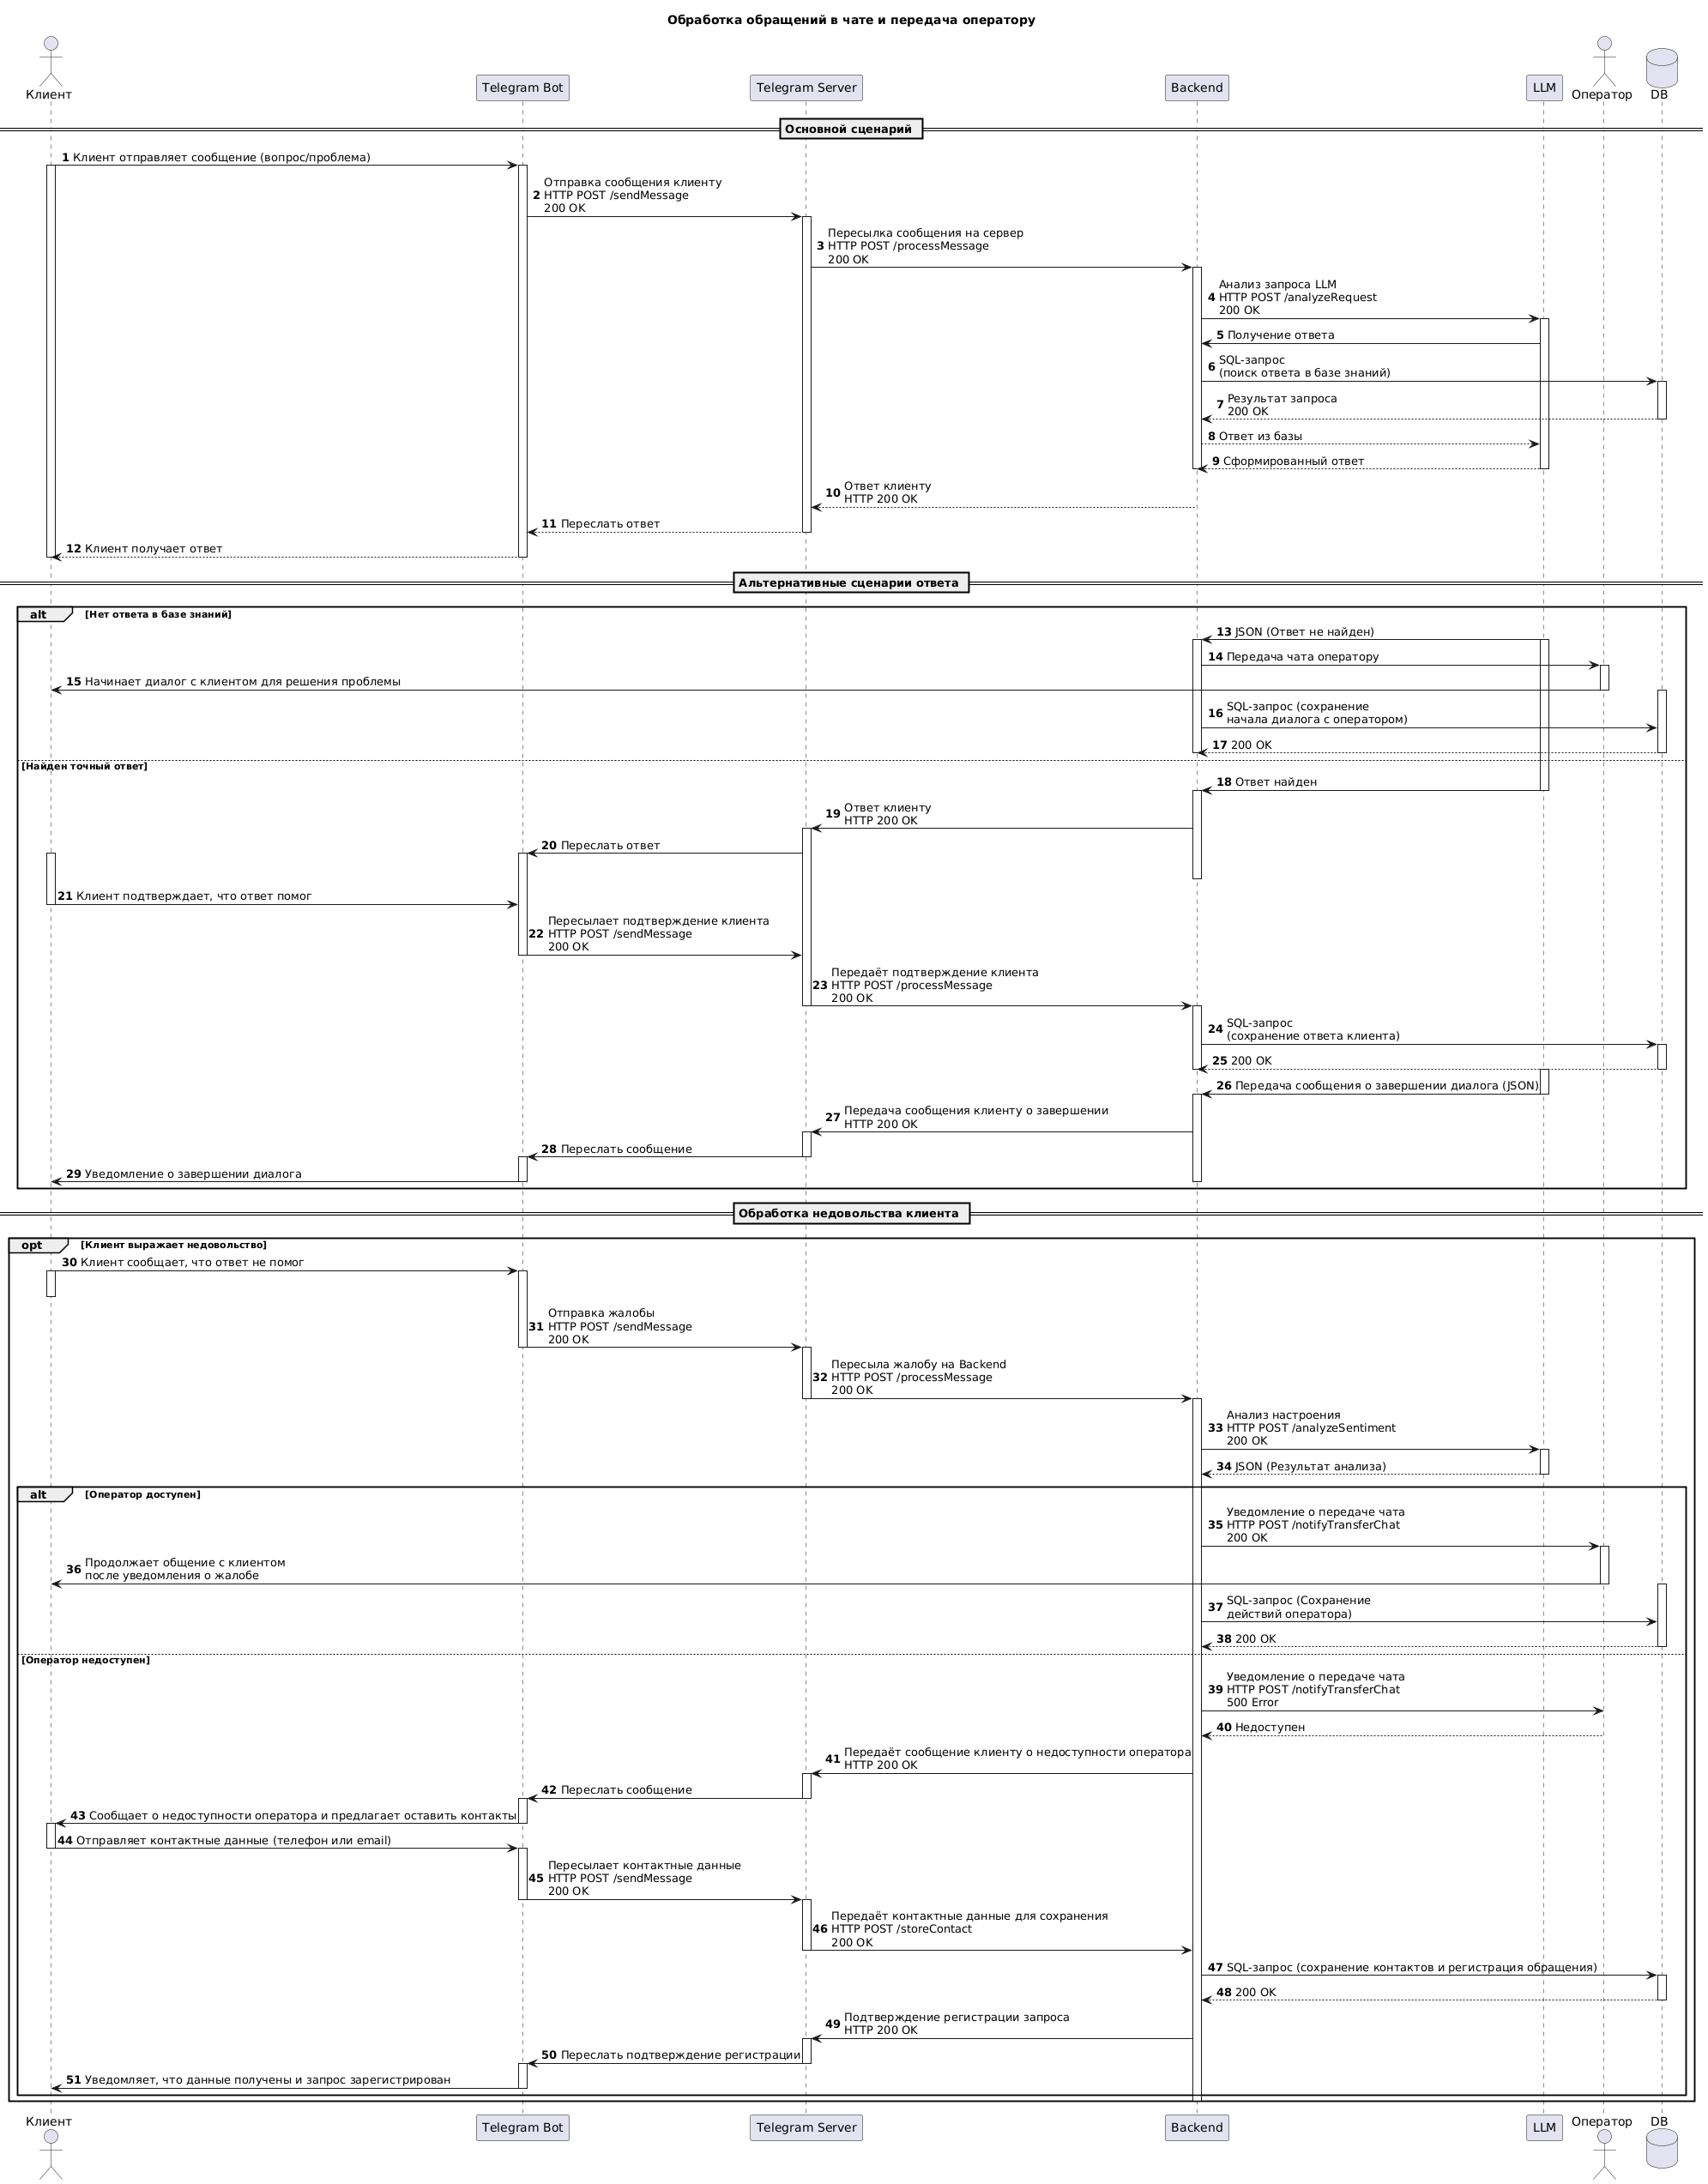 Обработка обращений в чате и передача оператору
Клиент
Telegram Bot
Telegram Server
Backend
LLM
Оператор
DB
Основной сценарий
1 Клиент отправляет сообщение (вопрос/проблема)
Отправка сообщения клиенту
2 HTTP POST /sendMessage
200 OK
Пересылка сообщения на сервер
3 HTTP POST /processMessage
200 OK
Анализ запроса LLM
4 HTTP POST /analyzeRequest
200 OK
5 Получение ответа
6 SQL-запрос
(поиск ответа в базе знаний)
7 Результат запроса
200 OK
8 Ответ из базы
9 Сформированный ответ
10 Ответ клиенту
HTTP 200 OK
11 Переслать ответ
12 Клиент получает ответ
Альтернативные сценарии ответа
alt [Нет ответа в базе знаний]
13 JSON (Ответ не найден)
14 Передача чата оператору
15 Начинает диалог с клиентом для решения проблемы
16 SQL-запрос (сохранение
начала диалога с оператором)
17 200 OK
[Найден точный ответ]
18 Ответ найден
19 Ответ клиенту
HTTP 200 OK
20 Переслать ответ
21 Клиент подтверждает, что ответ помог
Пересылает подтверждение клиента
22 HTTP POST /sendMessage
200 OK
Передаёт подтверждение клиента
23 HTTP POST /processMessage
200 OK
24 SQL-запрос
(сохранение ответа клиента)
25 200 OK
26 Передача сообщения о завершении диалога (JSON)
27 Передача сообщения клиенту о завершении
HTTP 200 OK
28 Переслать сообщение
29 Уведомление о завершении диалога
Обработка недовольства клиента
opt [Клиент выражает недовольство]
30 Клиент сообщает, что ответ не помог
Отправка жалобы
31 HTTP POST /sendMessage
200 OK
Пересыла жалобу на Backend
32 HTTP POST /processMessage
200 OK
Анализ настроения
33 HTTP POST /analyzeSentiment
200 OK
34 JSON (Результат анализа)
alt [Оператор доступен]
Уведомление о передаче чата
35 HTTP POST /notifyTransferChat
200 OK
36 Продолжает общение с клиентом
после уведомления о жалобе
37 SQL-запрос (Сохранение
действий оператора)
38 200 OK
[Оператор недоступен]
Уведомление о передаче чата
39 HTTP POST /notifyTransferChat
500 Error
40 Недоступен
41 Передаёт сообщение клиенту о недоступности оператора
HTTP 200 OK
42 Переслать сообщение
43 Сообщает о недоступности оператора и предлагает оставить контакты
44 Отправляет контактные данные (телефон или email)
Пересылает контактные данные
45 HTTP POST /sendMessage
200 OK
Передаёт контактные данные для сохранения
46 HTTP POST /storeContact
200 OK
47 SQL-запрос (сохранение контактов и регистрация обращения)
48 200 OK
49 Подтверждение регистрации запроса
HTTP 200 OK
50 Переслать подтверждение регистрации
51 Уведомляет, что данные получены и запрос зарегистрирован
Клиент
Telegram Bot
Telegram Server
Backend
LLM
Оператор
DB